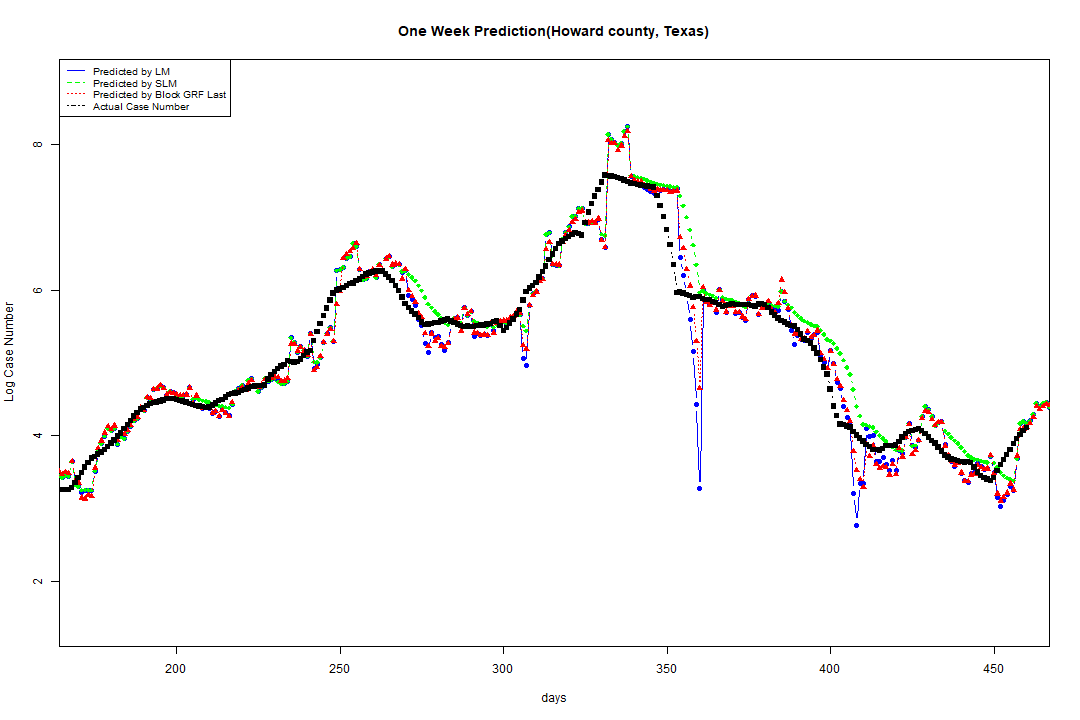 One Week Prediction(Howard county, Texas)
Predicted by LM
Predicted by SLM
Predicted by Block GRF Last
Actual Case Number
8
6
4
2
Log Case Number
200 250 300 350 400 450
days